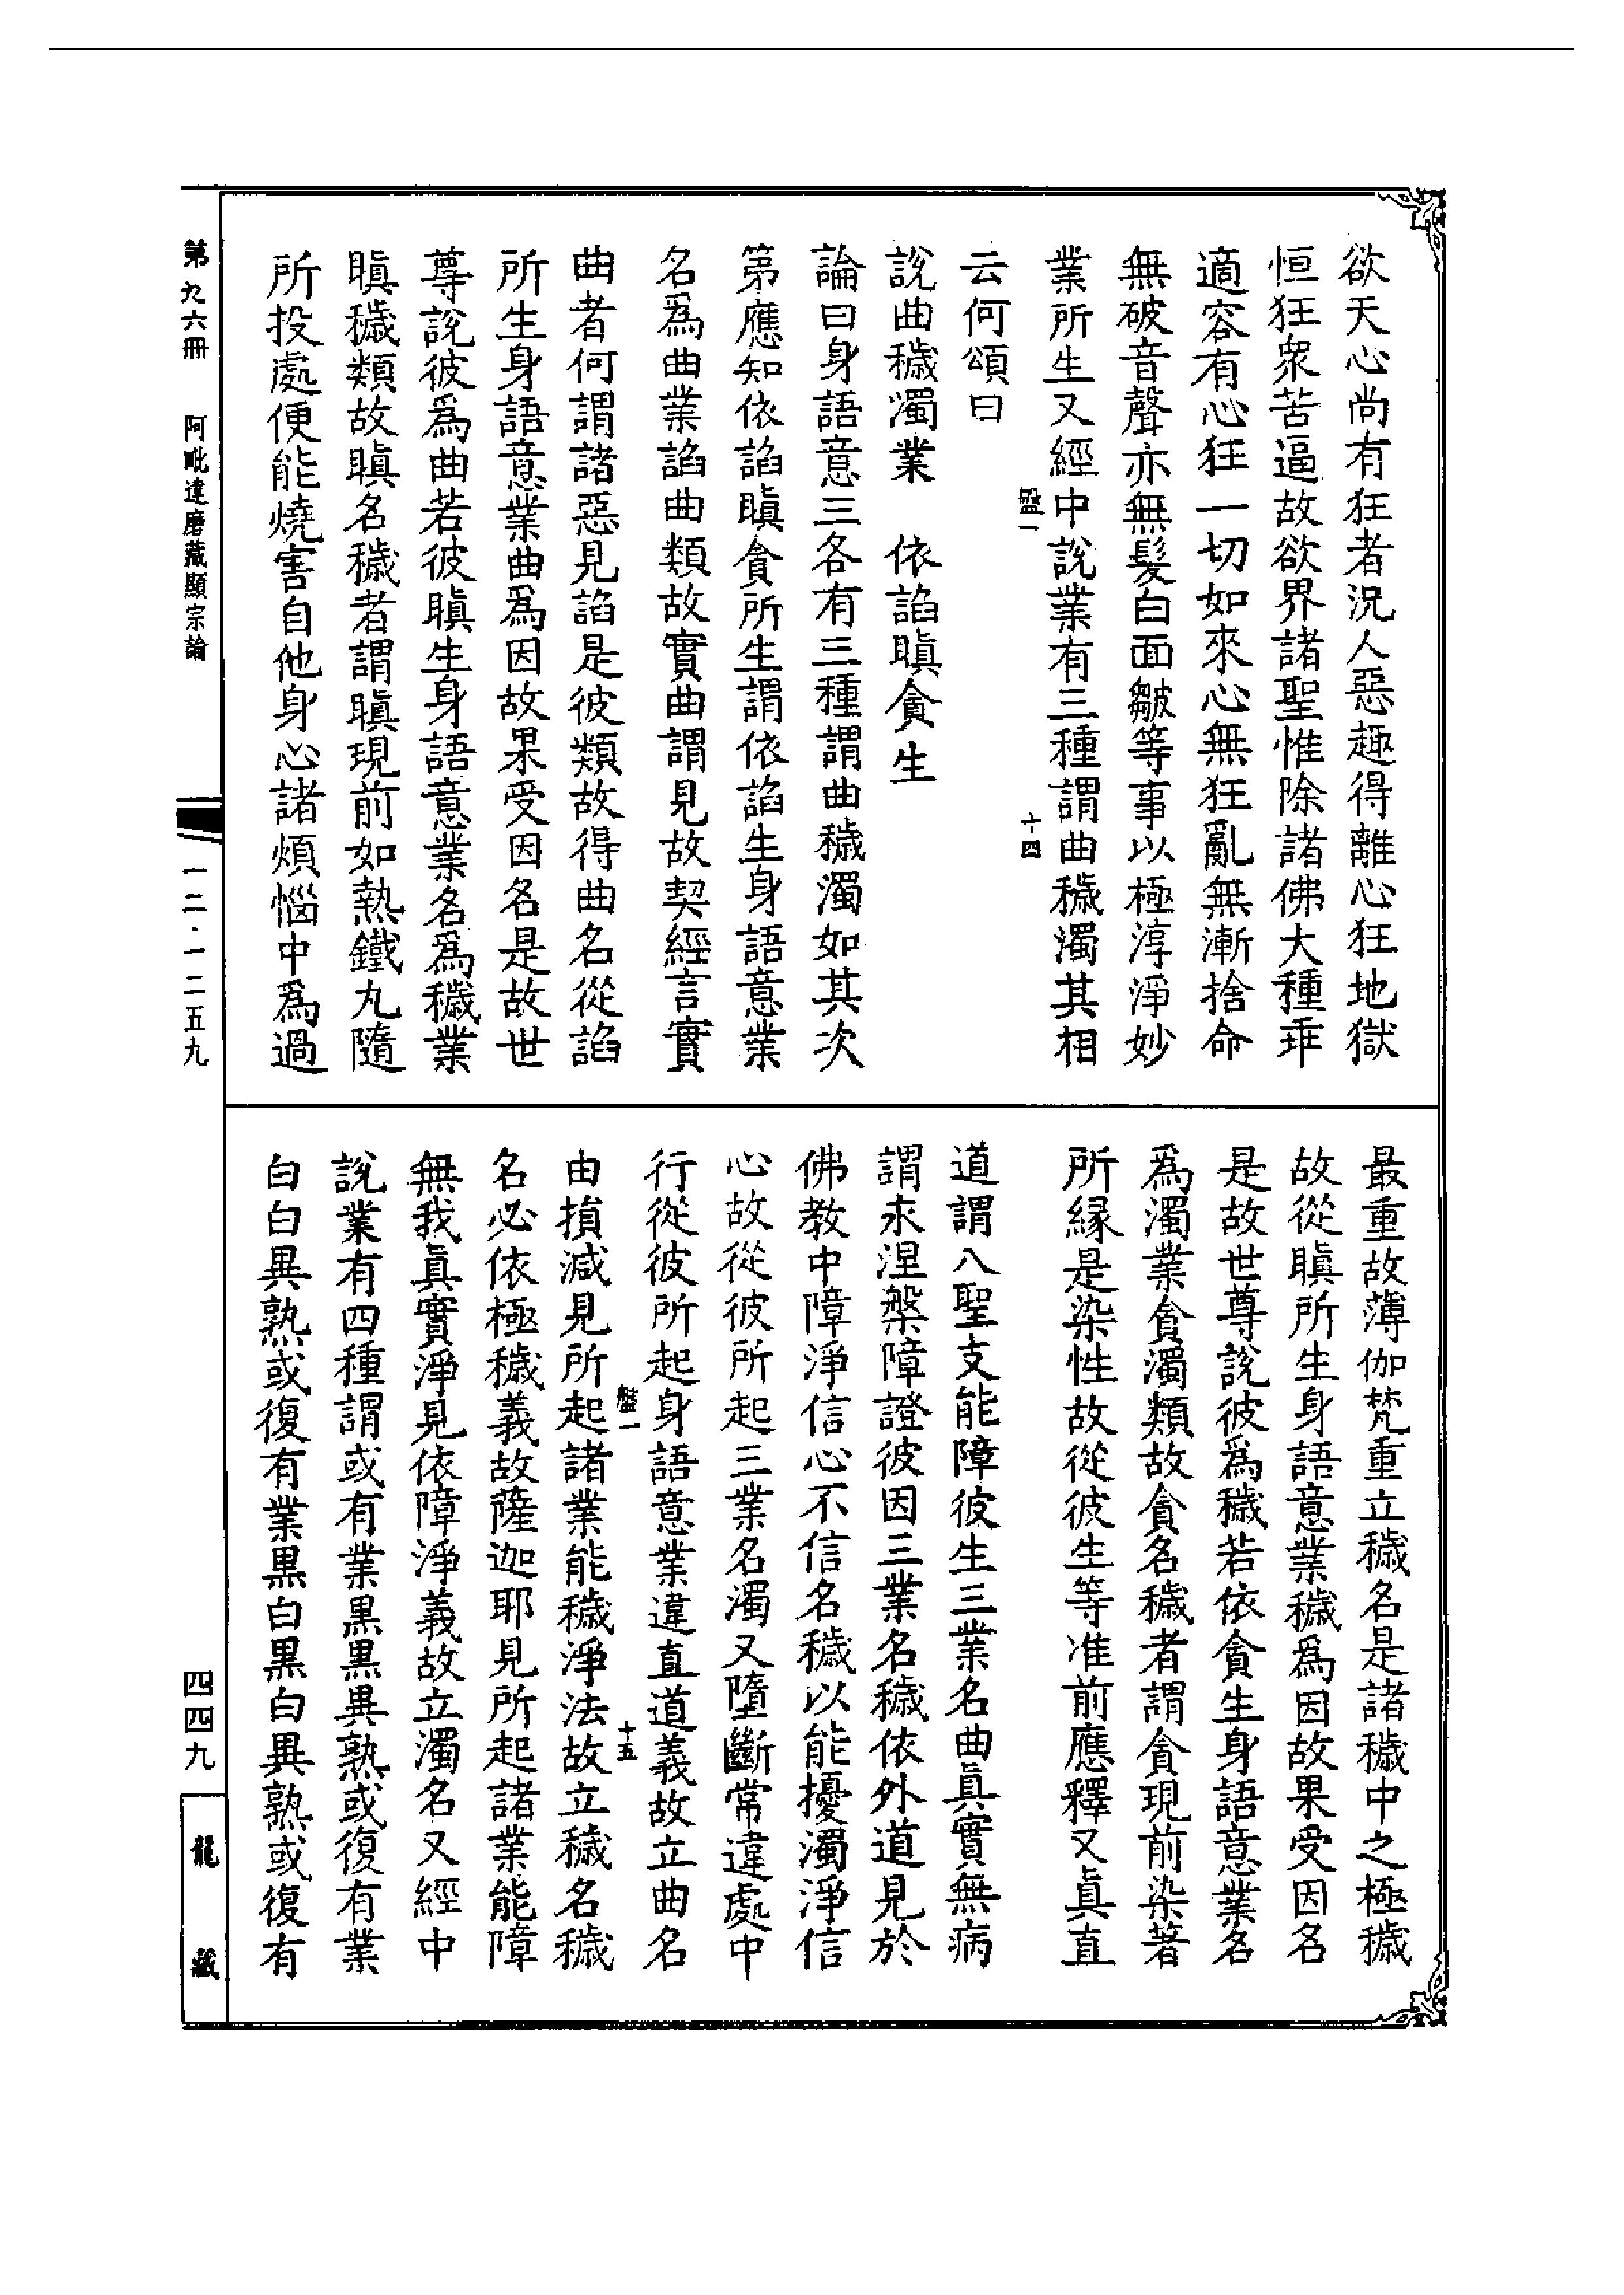 欲天心尚有狂者況人惡趣得離心狂地獄
恒狂衆苦逼故欲界諸聖惟除諸佛大種乖
適容有心狂一切如來心無狂亂無漸捨命
無破音聲亦無髮白面皺等事以極淳淨妙
業所生又經中說業有三種謂曲穢濁其相
盤一
十四
云何頌曰
說曲穢濁業　依諂瞋貪生
論曰身語意三各有三種謂曲穢濁如其次
第應知依諂瞋貪所生謂依諂生身語意業
名爲曲業諂曲類故實曲謂見故契經言實
曲者何謂諸惡見諂是彼類故得曲名從諂
所生身語意業曲爲因故果受因名是故世
尊說彼爲曲若彼瞋生身語意業名爲穢業
瞋穢類故瞋名穢者謂瞋現前如熱鐵丸隨
所投處便能燒害自他身心諸煩惱中爲過
最重故薄伽梵重立穢名是諸穢中之極穢
故從瞋所生身語意業穢爲因故果受因名
是故世尊說彼爲穢若依貪生身語意業名
爲濁業貪濁類故貪名穢者謂貪現前染著
所緣是染性故從彼生等准前應釋又眞直
道謂八聖支能障彼生三業名曲眞實無病
謂永涅槃障證彼因三業名穢依外道見於
佛教中障淨信心不信名穢以能擾濁淨信
心故從彼所起三業名濁又墮斷常違處中
行從彼所起身語意業違直道義故立曲名
盤一
十五
由損減見所起諸業能穢淨法故立穢名穢
名必依極穢義故薩迦耶見所起諸業能障
無我眞實淨見依障淨義故立濁名又經中
說業有四種謂或有業黑黑異熟或復有業
白白異熟或復有業黑白黑白異熟或復有
第九六冊　阿毗達磨藏顯宗論
一二·一二五九
四四九
龍藏